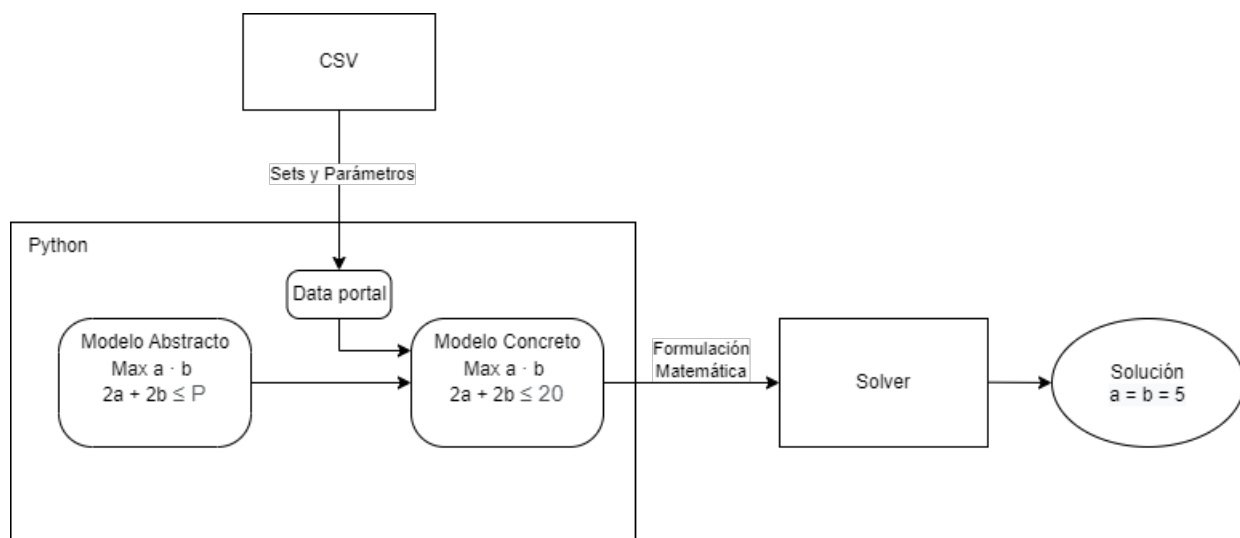 CSV
Sets y Parámetros
Python
Data portal
Modelo Abstracto
Max a · b
2a + 2b ≤ P
Modelo Concreto
Max a · b
2a + 2b ≤ 20
Formulación
Matemática
Solver
Solución
a = b = 5